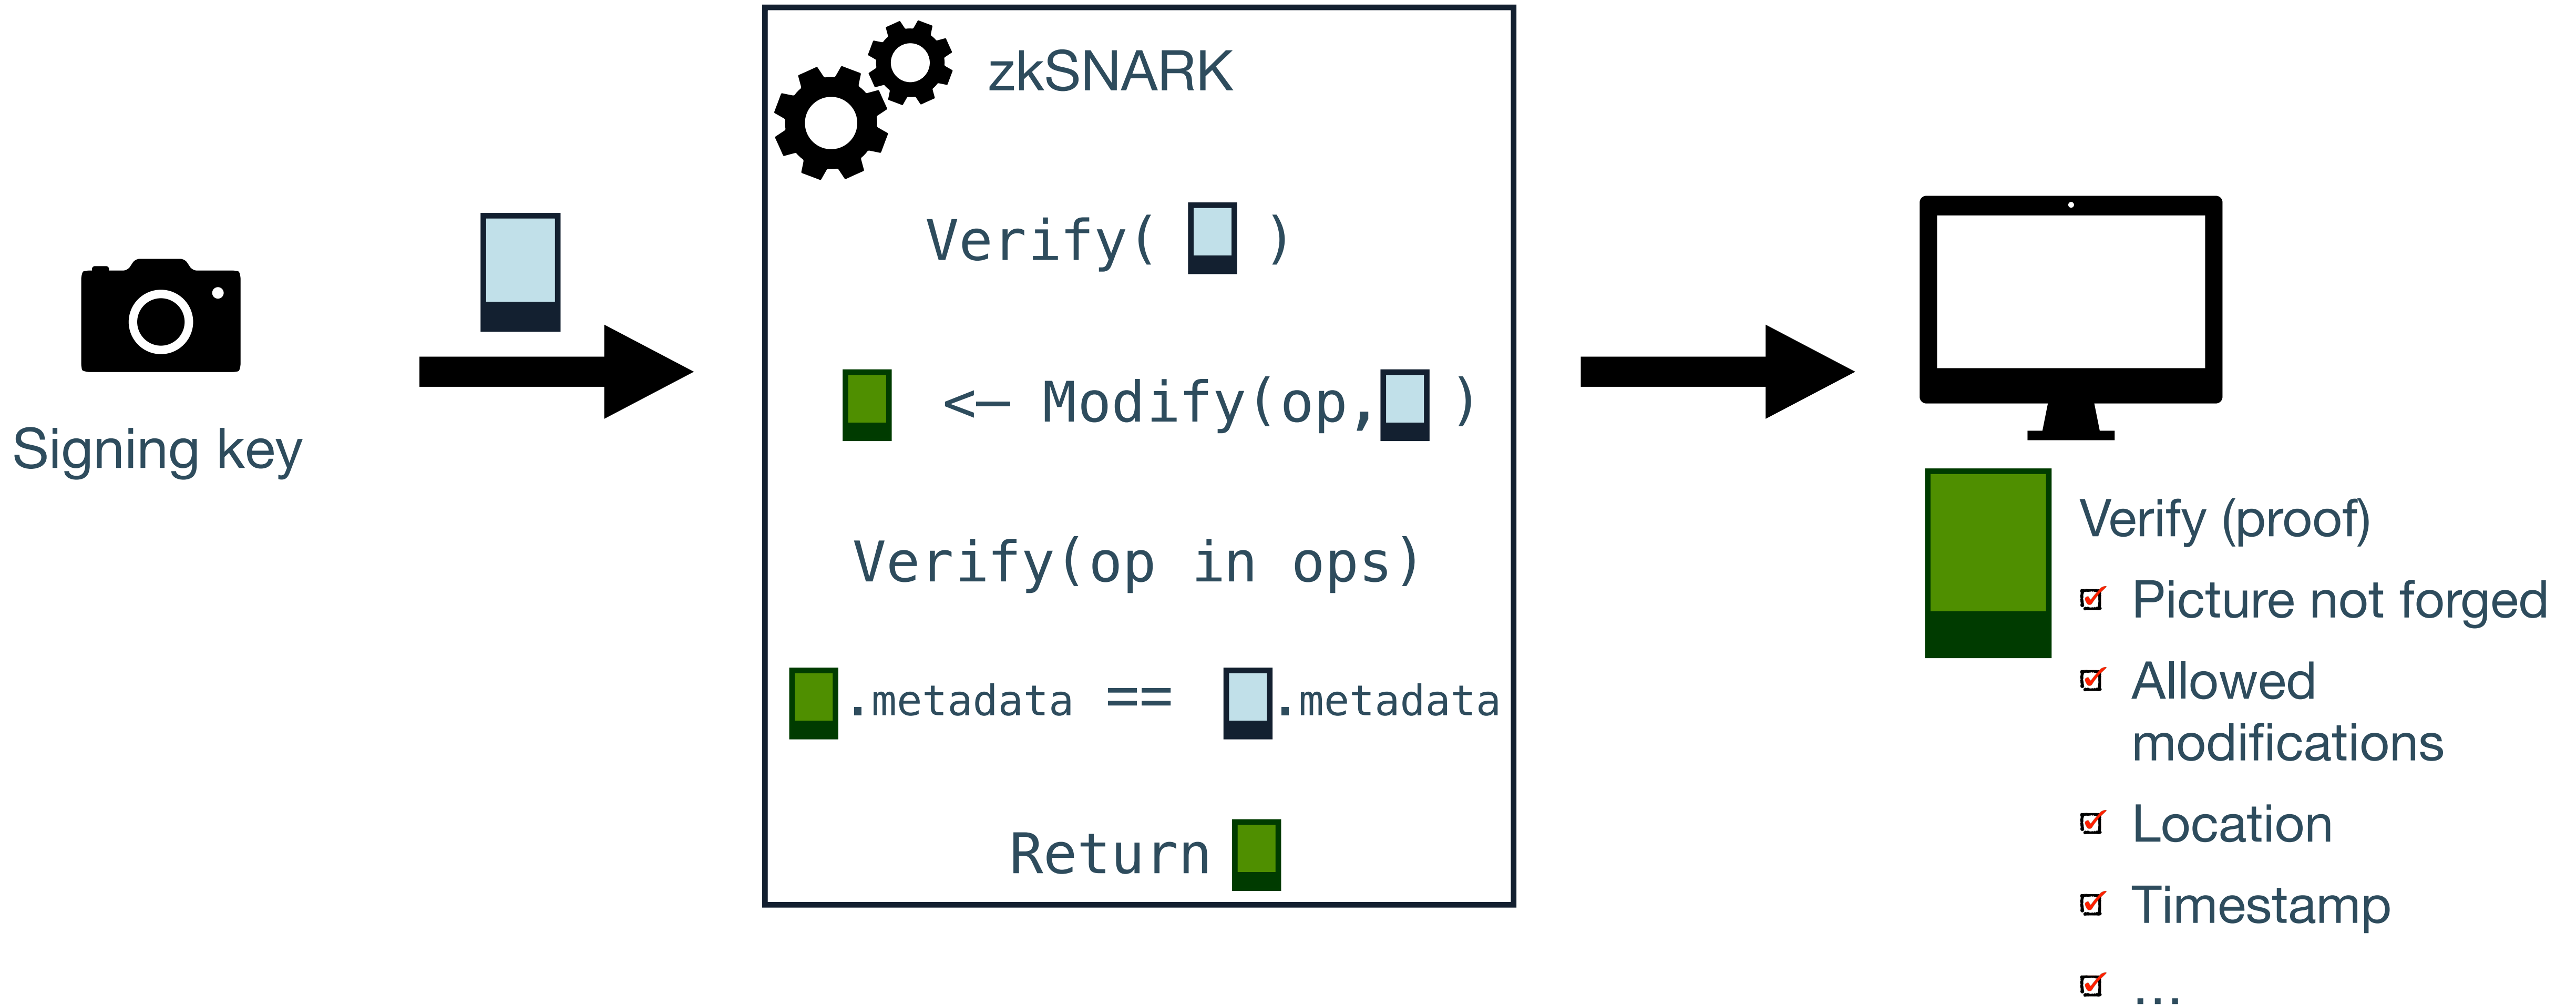 Signing key
zkSNARK
Verify( )
<– Modify(op, )
Verify(op in ops)
.metadata == .metadata
Return
Verify (proof)
Picture not forged
Allowed
modifications
Location
Timestamp
...